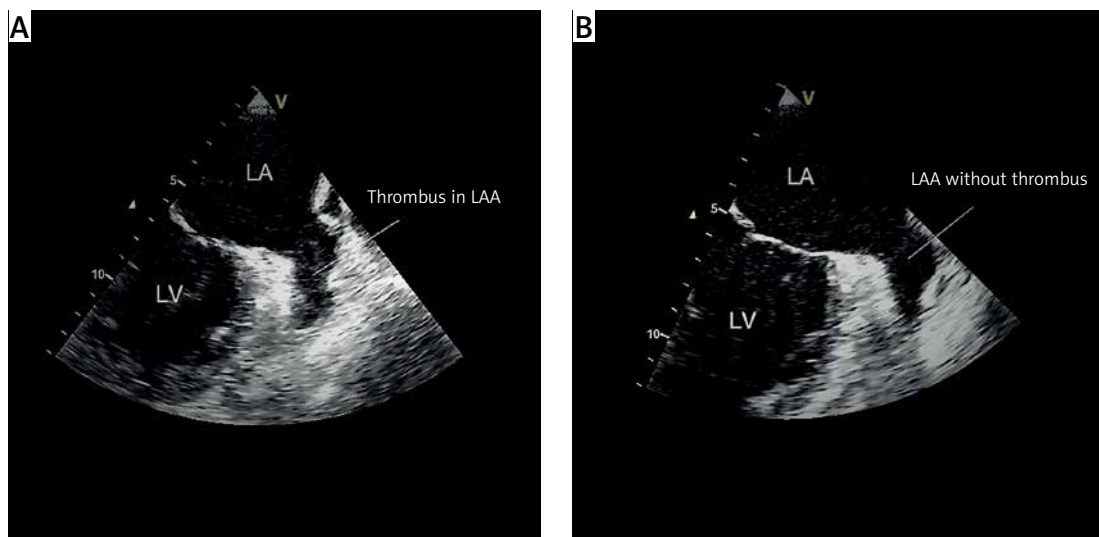 A
V
LA
5
Thrombus in LAA
10
LV
B
V
LA
LAA without thrombus
5
LV
10